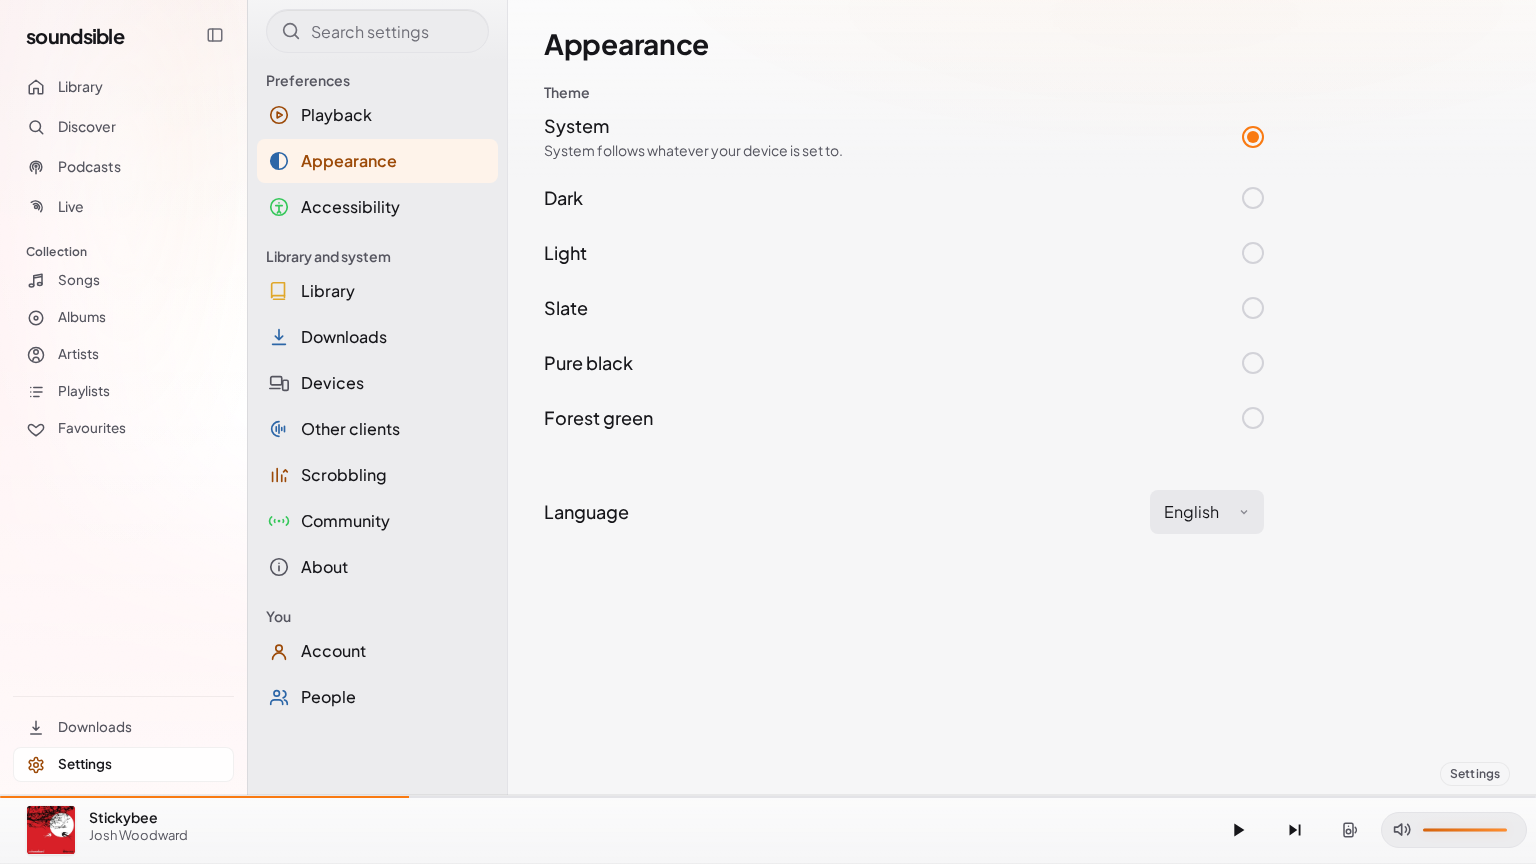 soundsible
Library
Discover
Podcasts
Live
Collection
Songs
Albums
Artists
Playlists
Favourites
Downloads
Settings
Search settings
Preferences
Playback
Appearance
Accessibility
Library and system
Library
Downloads
Devices
Other clients
Scrobbling
Community
About
You
Account
People
Appearance
Theme
System
System follows whatever your device is set to.
Dark
Light
Slate
Pure black
Forest green
Language
English
Settings
Stickybee
Josh Woodward